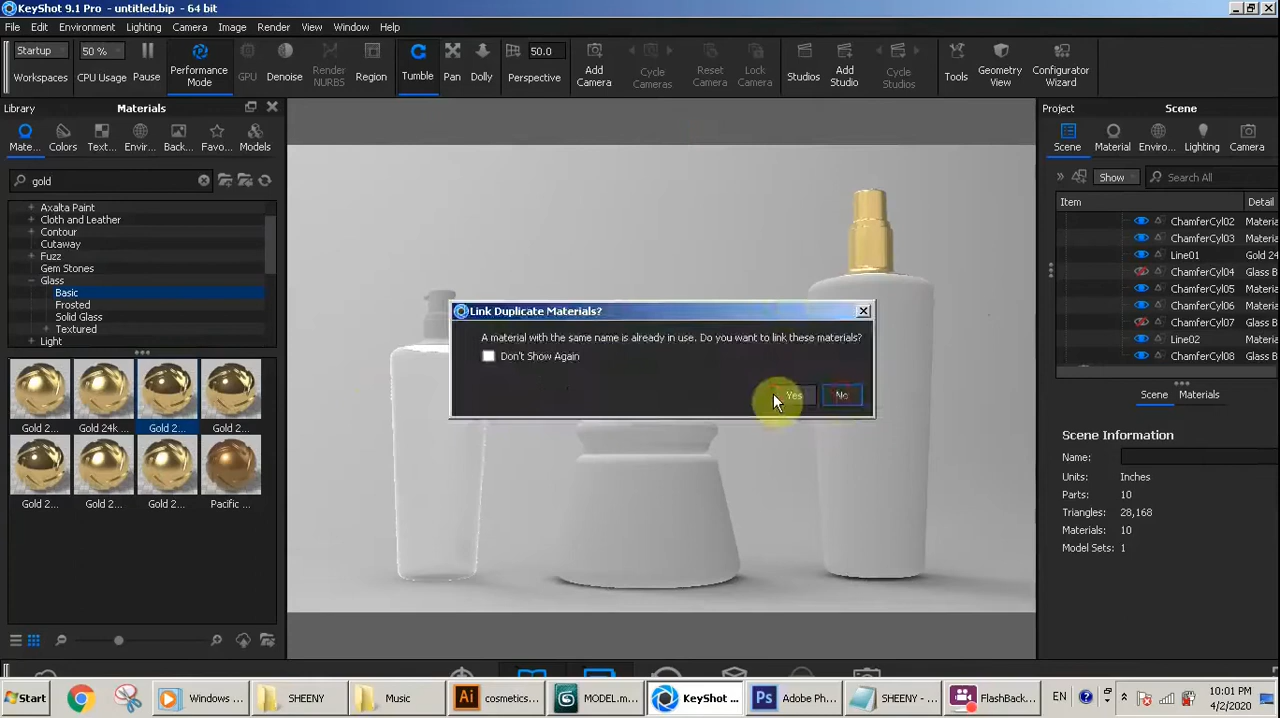 KeyShot 9.1 Pro - untitled.bip - 64 bit
File Edit Environment Lighting Camera Image Render View Window Help
Startup 50 % 50.0
Workspaces CPU Usage Pause Performance Mode GPU Denoise Render NURBS Region Tumble Pan Dolly Perspective Add Camera Cycle Cameras Reset Camera Lock Camera Studios Add Studio Cycle Studios Tools Geometry View Configurator Wizard
Library Materials
Mate... Colors Text... Envir... Back... Favo... Models
gold
Axalta Paint
Cloth and Leather
Contour
Cutaway
Fuzz
Gem Stones
Glass
Basic
Frosted
Solid Glass
Textured
Light
Gold 2... Gold 24k ... Gold 2... Gold 2...
Gold 2... Gold 2... Gold 2... Pacific ...
Link Duplicate Materials?
A material with the same name is already in use. Do you want to link these materials?
Don't Show Again
Yes No
Project Scene
Scene Material Enviro... Lighting Camera
Show Search All
Item Detail
ChamferCyl02 Materia
ChamferCyl03 Materia
Line01 Gold 24
ChamferCyl04 Glass B
ChamferCyl05 Materia
ChamferCyl06 Materia
ChamferCyl07 Glass B
Line02 Materia
ChamferCyl08 Glass B
Scene Materials
Scene Information
Name:
Units: Inches
Parts: 10
Triangles: 28,168
Materials: 10
Model Sets: 1
Start Windows... SHEENY Music cosmetics... MODEL.m... KeyShot ... Adobe Ph... SHEENY -... FlashBack... EN 10:01 PM
4/2/2020